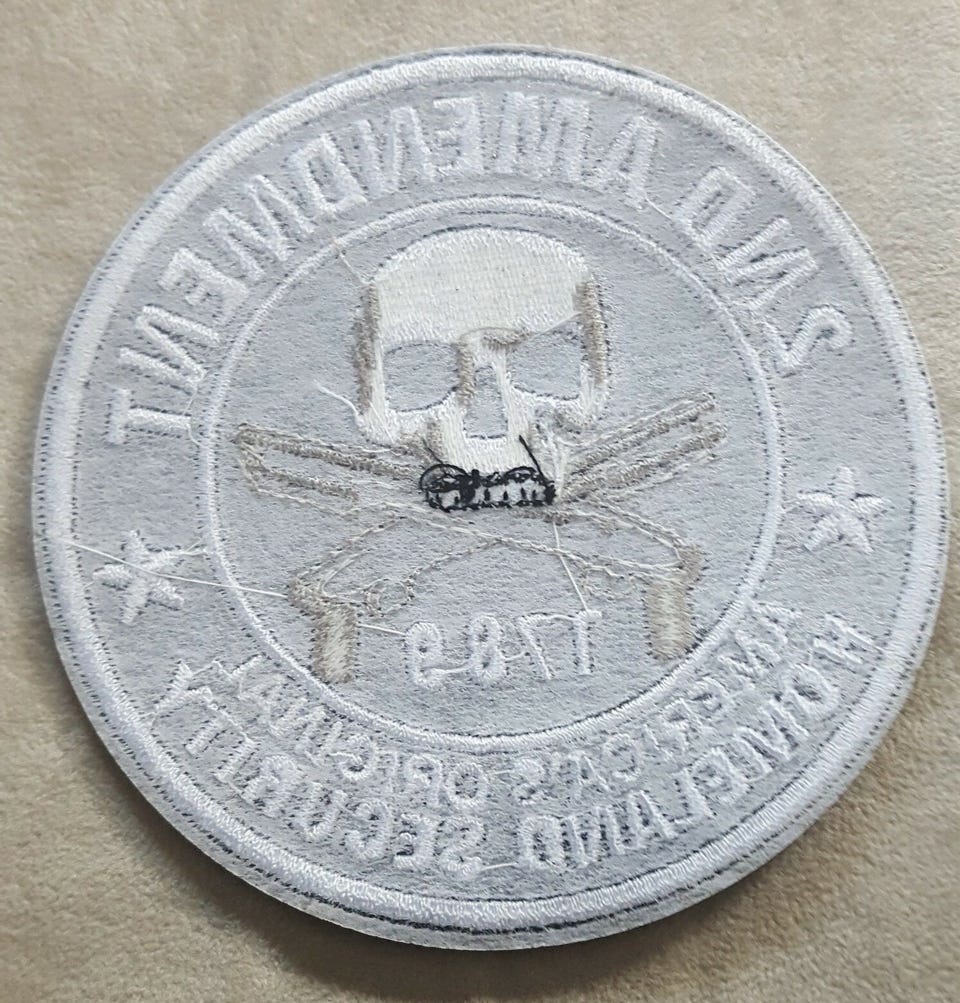 2ND AMENDMENT
1789
AMERICA'S ORIGINAL
HOMELAND SECURITY